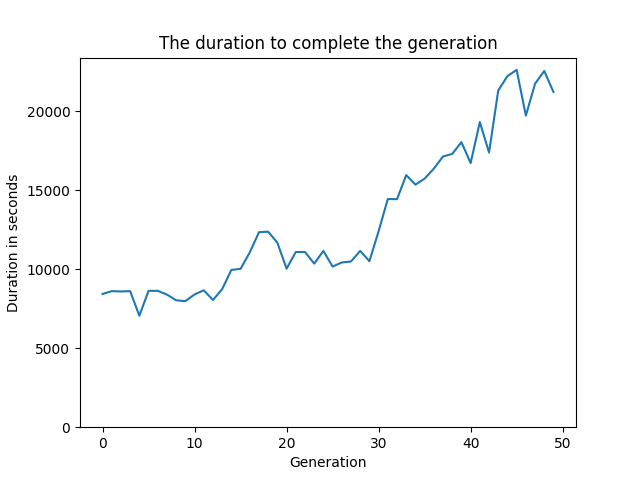 The duration to complete the generation
Duration in seconds
20000
15000
10000
5000
0
0 10 20 30 40 50
Generation